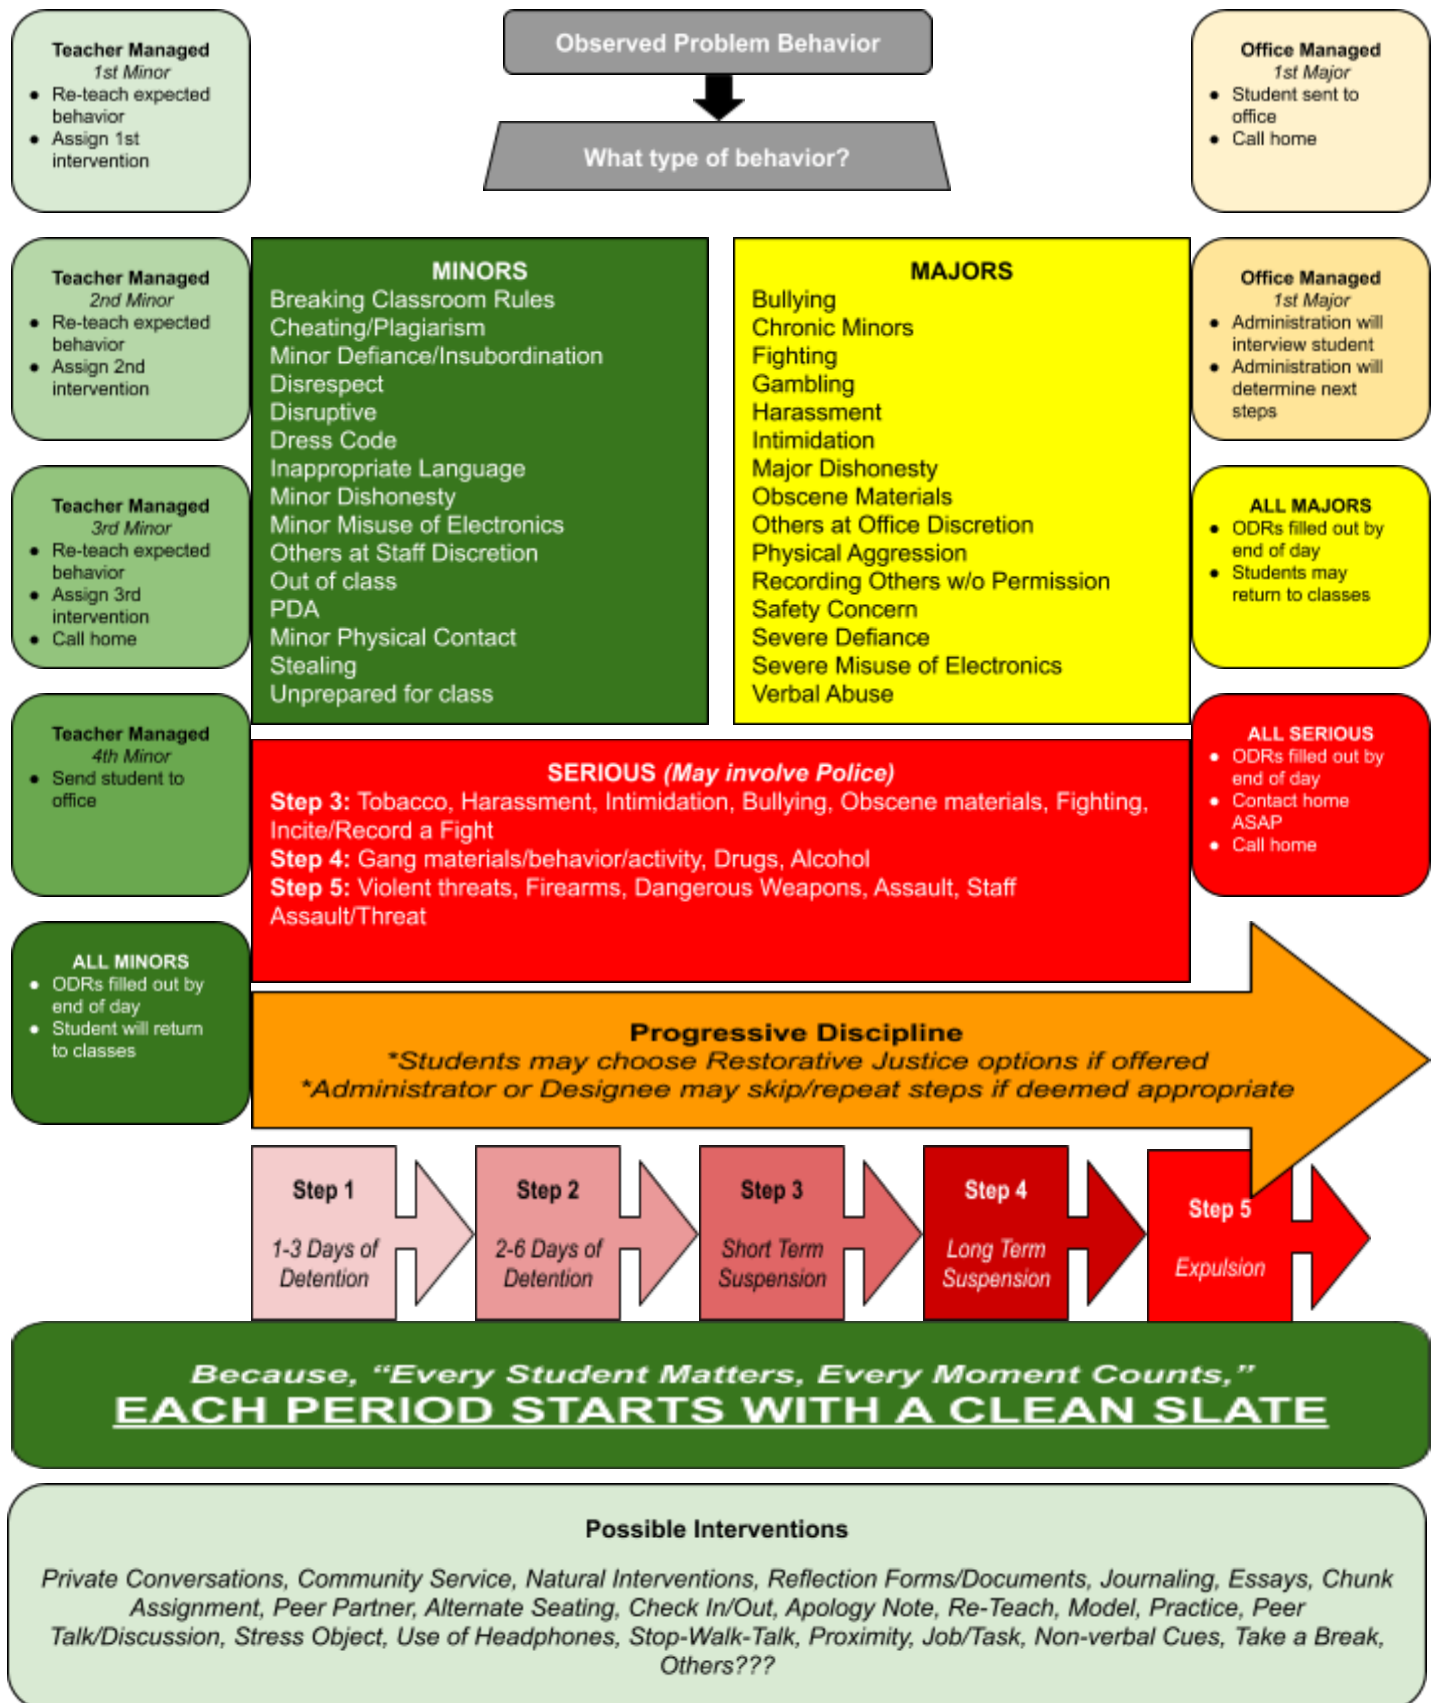 Observed Problem Behavior
What type of behavior?
Teacher Managed
1st Minor
● Re-teach expected
behavior
● Assign 1st
intervention
Teacher Managed
2nd Minor
● Re-teach expected
behavior
● Assign 2nd
intervention
Teacher Managed
3rd Minor
● Re-teach expected
behavior
● Assign 3rd
intervention
● Call home
Teacher Managed
4th Minor
● Send student to
office
ALL MINORS
● ODRs filled out by
end of day
● Student will return
to classes
MINORS
Breaking Classroom Rules
Cheating/Plagiarism
Minor Defiance/Insubordination
Disrespect
Disruptive
Dress Code
Inappropriate Language
Minor Dishonesty
Minor Misuse of Electronics
Others at Staff Discretion
Out of class
PDA
Minor Physical Contact
Stealing
Unprepared for class
MAJORS
Bullying
Chronic Minors
Fighting
Gambling
Harassment
Intimidation
Major Dishonesty
Obscene Materials
Others at Office Discretion
Physical Aggression
Recording Others w/o Permission
Safety Concern
Severe Defiance
Severe Misuse of Electronics
Verbal Abuse
Office Managed
1st Major
● Student sent to
office
● Call home
Office Managed
1st Major
● Administration will
interview student
● Administration will
determine next
steps
ALL MAJORS
● ODRs filled out by
end of day
● Students may
return to classes
ALL SERIOUS
● ODRs filled out by
end of day
● Contact home
ASAP
● Call home
SERIOUS (May involve Police)
Step 3: Tobacco, Harassment, Intimidation, Bullying, Obscene materials, Fighting,
Incite/Record a Fight
Step 4: Gang materials/behavior/activity, Drugs, Alcohol
Step 5: Violent threats, Firearms, Dangerous Weapons, Assault, Staff
Assault/Threat
Progressive Discipline
*Students may choose Restorative Justice options if offered
*Administrator or Designee may skip/repeat steps if deemed appropriate
Step 1
1-3 Days of
Detention
Step 2
2-6 Days of
Detention
Step 3
Short Term
Suspension
Step 4
Long Term
Suspension
Step 5
Expulsion
Because, “Every Student Matters, Every Moment Counts,”
EACH PERIOD STARTS WITH A CLEAN SLATE
Possible Interventions
Private Conversations, Community Service, Natural Interventions, Reflection Forms/Documents, Journaling, Essays, Chunk
Assignment, Peer Partner, Alternate Seating, Check In/Out, Apology Note, Re-Teach, Model, Practice, Peer
Talk/Discussion, Stress Object, Use of Headphones, Stop-Walk-Talk, Proximity, Job/Task, Non-verbal Cues, Take a Break,
Others???